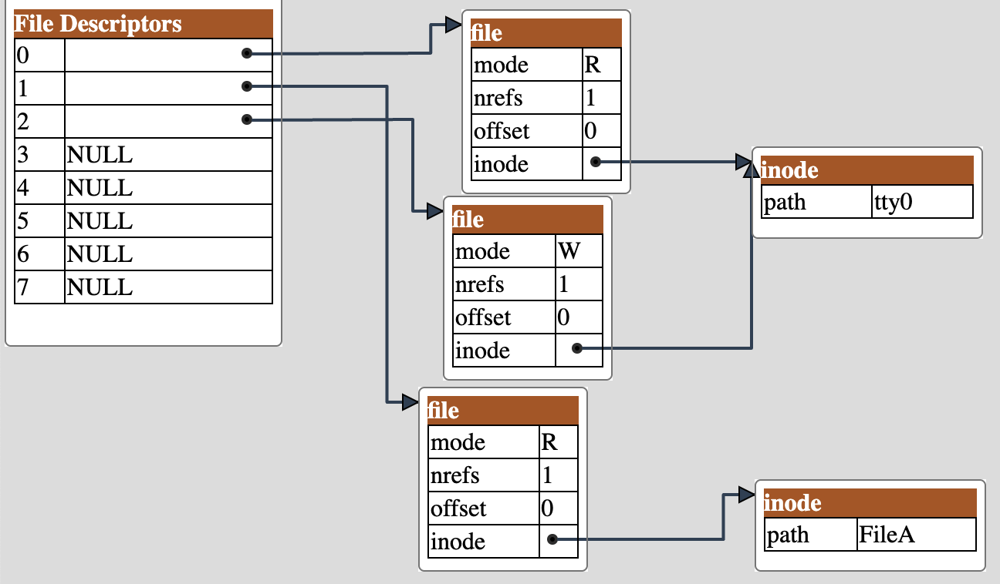 File Descriptors
0
1
2
3 NULL
4 NULL
5 NULL
6 NULL
7 NULL
file
mode R
nrefs 1
offset 0
inode
file
mode W
nrefs 1
offset 0
inode
file
mode R
nrefs 1
offset 0
inode
inode
path tty0
inode
path FileA